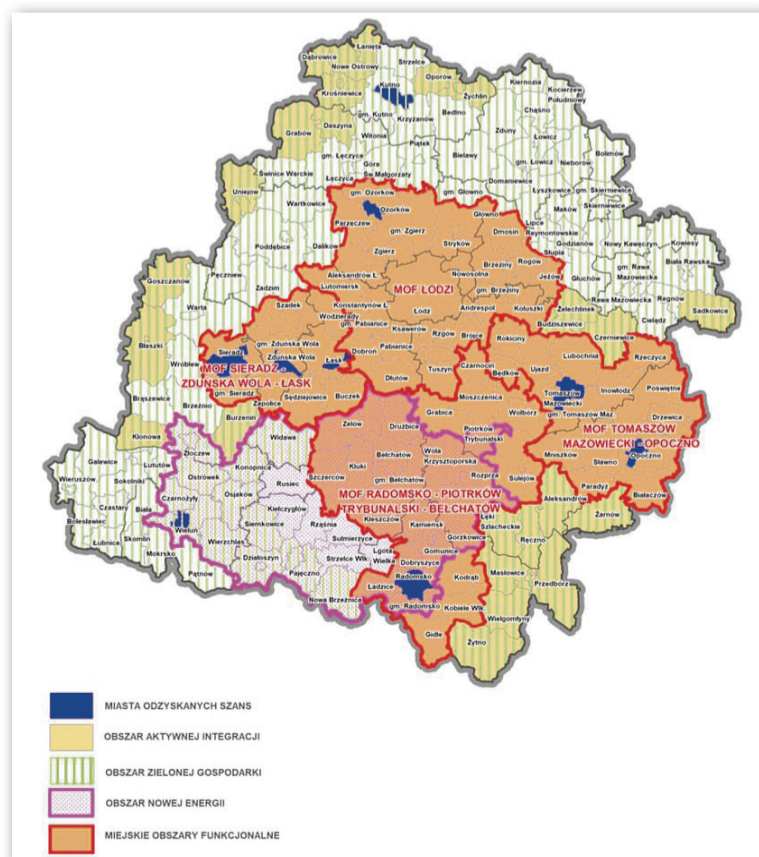 Łanięta
Dąbrowice
Nowe Ostrowy
Strzelce
Kutno
Oporów
Krośniewice
Żychlin
Kiernozia
Kocierzew
Południowy
gm. Kutno
Krzyżanów
Bedlno
Chąsno
Grabów
Daszyna
Witonia
Zduny
Łowicz
Piątek
gm. Łęczyca
Bielawy
gm. Łowicz
Nieborów
Bolimów
Góra
Św. Małgorzaty
Świnice Warckie
Łęczyca
Domaniewice
Uniejów
gm. Ozorków
gm. Głowno
Łyszkowice
gm. Skierniewice
Skierniewice
Maków
Wartkowice
Ozorków
Głowno
Lipce
Reymontowskie
Parzęczew
gm. Zgierz
Dmosin
Godzianów
Nowy Kawęczyn
Kowiesy
Poddębice
Dalików
Zgierz
Stryków
Słupia
Rogów
Biała Rawska
Goszczanów
Pęczniew
Brzeziny
gm. Rawa
Mazowiecka
Zadzim
Aleksandrów Ł.
Nowosolna
Jeżów
Głuchów
Lutomiersk
MOF ŁODZI
gm. Brzeziny
Rawa Mazowiecka
Regnów
Szadek
Konstantynów Ł.
Żelechlinek
Sadkowice
Warta
Wodzierady
Łódź
Andrespol
Koluszki
Cielądz
gm. Pabianice
Budziszewice
Ksawerów
Rzgów
Brójce
Rokiciny
Czerniewice
Błaszki
Sieradz
gm. Zduńska Wola
Dobroń
Pabianice
Lubochnia
Wróblew
MOF SIERADZ -
Zduńska Wola
Łask
Tuszyn
Czarnocin
Ujazd
Rzeczyca
ZDUŃSKA WOLA - ŁASK
Dłutów
Będków
gm. Sieradz
Sędziejowice
Buczek
Moszczenica
Tomaszów
Mazowiecki
Inowłódz
Poświętne
Brąszewice
Brzeźnio
Zapolice
Grabica
Wolbórz
gm. Tomaszów Maz.
Burzenin
Zelów
Drużbice
Piotrków
Trybunalski
MOF TOMASZÓW
MAZOWIECKI - OPOCZNO
Drzewica
Klonowa
Widawa
Wola
Krzysztoporska
Złoczew
Bełchatów
Mniszków
Sławno
Opoczno
Galewice
Lututów
Konopnica
Kluki
Rozprza
Sulejów
Ostrówek
Rusiec
Szczerców
gm. Bełchatów
Paradyż
Białaczów
Wieruszów
Sokolniki
Osjaków
MOF RADOMSKO - PIOTRKÓW
TRYBUNALSKI - BEŁCHATÓW
Aleksandrów
Czarnożyły
Kiełczygłów
Kleszczów
Żarnów
Czastary
Biała
Kamieńsk
Łęki
Szlacheckie
Bolesławiec
Wieluń
Siemkowice
Rząśnia
Ręczno
Łubnice
Skomlin
Wierzchlas
Sulmierzyce
Gorzkowice
Gomunice
Mokrsko
Działoszyn
Strzelce Wlk.
Lgota
Wielka
Dobryszyce
Masłowice
Przedbórz
Pątnów
Pajęczno
Radomsko
Kodrąb
Ładzice
Nowa Brzeźnica
gm. Radomsko
Kobiele Wlk.
Wielgomłyny
Gidle
Żytno
MIASTA ODZYSKANYCH SZANS
OBSZAR AKTYWNEJ INTEGRACJI
OBSZAR ZIELONEJ GOSPODARKI
OBSZAR NOWEJ ENERGII
MIEJSKIE OBSZARY FUNKCJONALNE